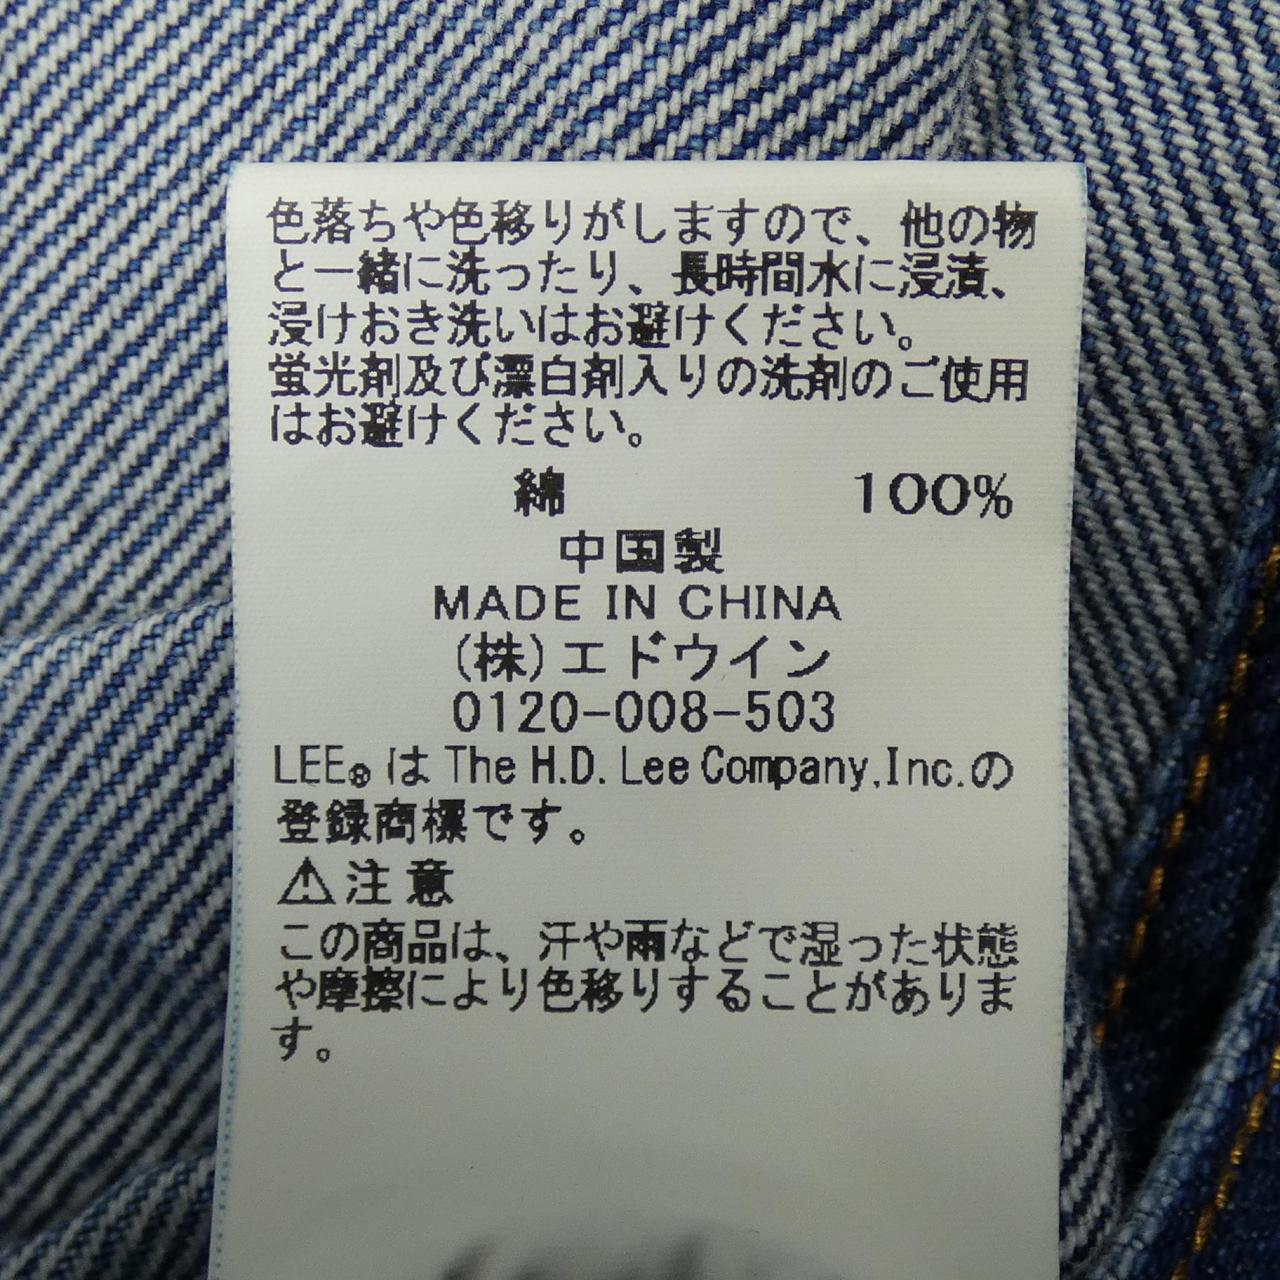 色落ちや色移りがしますので、他の物
と一緒に洗ったり、長時間水に浸漬、
浸けおき洗いはお避けください。
蛍光剤及び漂白剤入りの洗剤のご使用
はお避けください。
綿 100%
中国製
MADE IN CHINA
(株)エドウイン
0120-008-503
LEE®は The H.D. Lee Company,Inc.の
登録商標です。
⚠注意
この商品は、汗や雨などで湿った状態
や摩擦により色移りすることがありま
す。